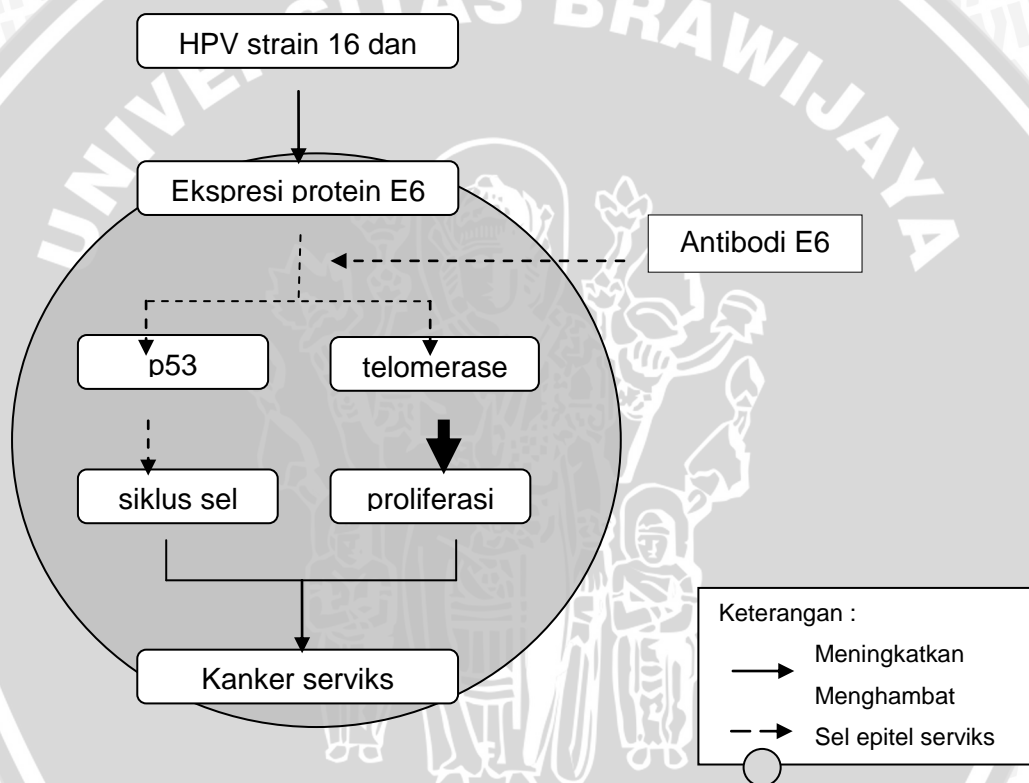 UNIVERSITAS BRAWIJAYA
HPV strain 16 dan
Ekspresi protein E6
Antibodi E6
p53
telomerase
siklus sel
proliferasi
Kanker serviks
Keterangan :
Meningkatkan
Menghambat
Sel epitel serviks